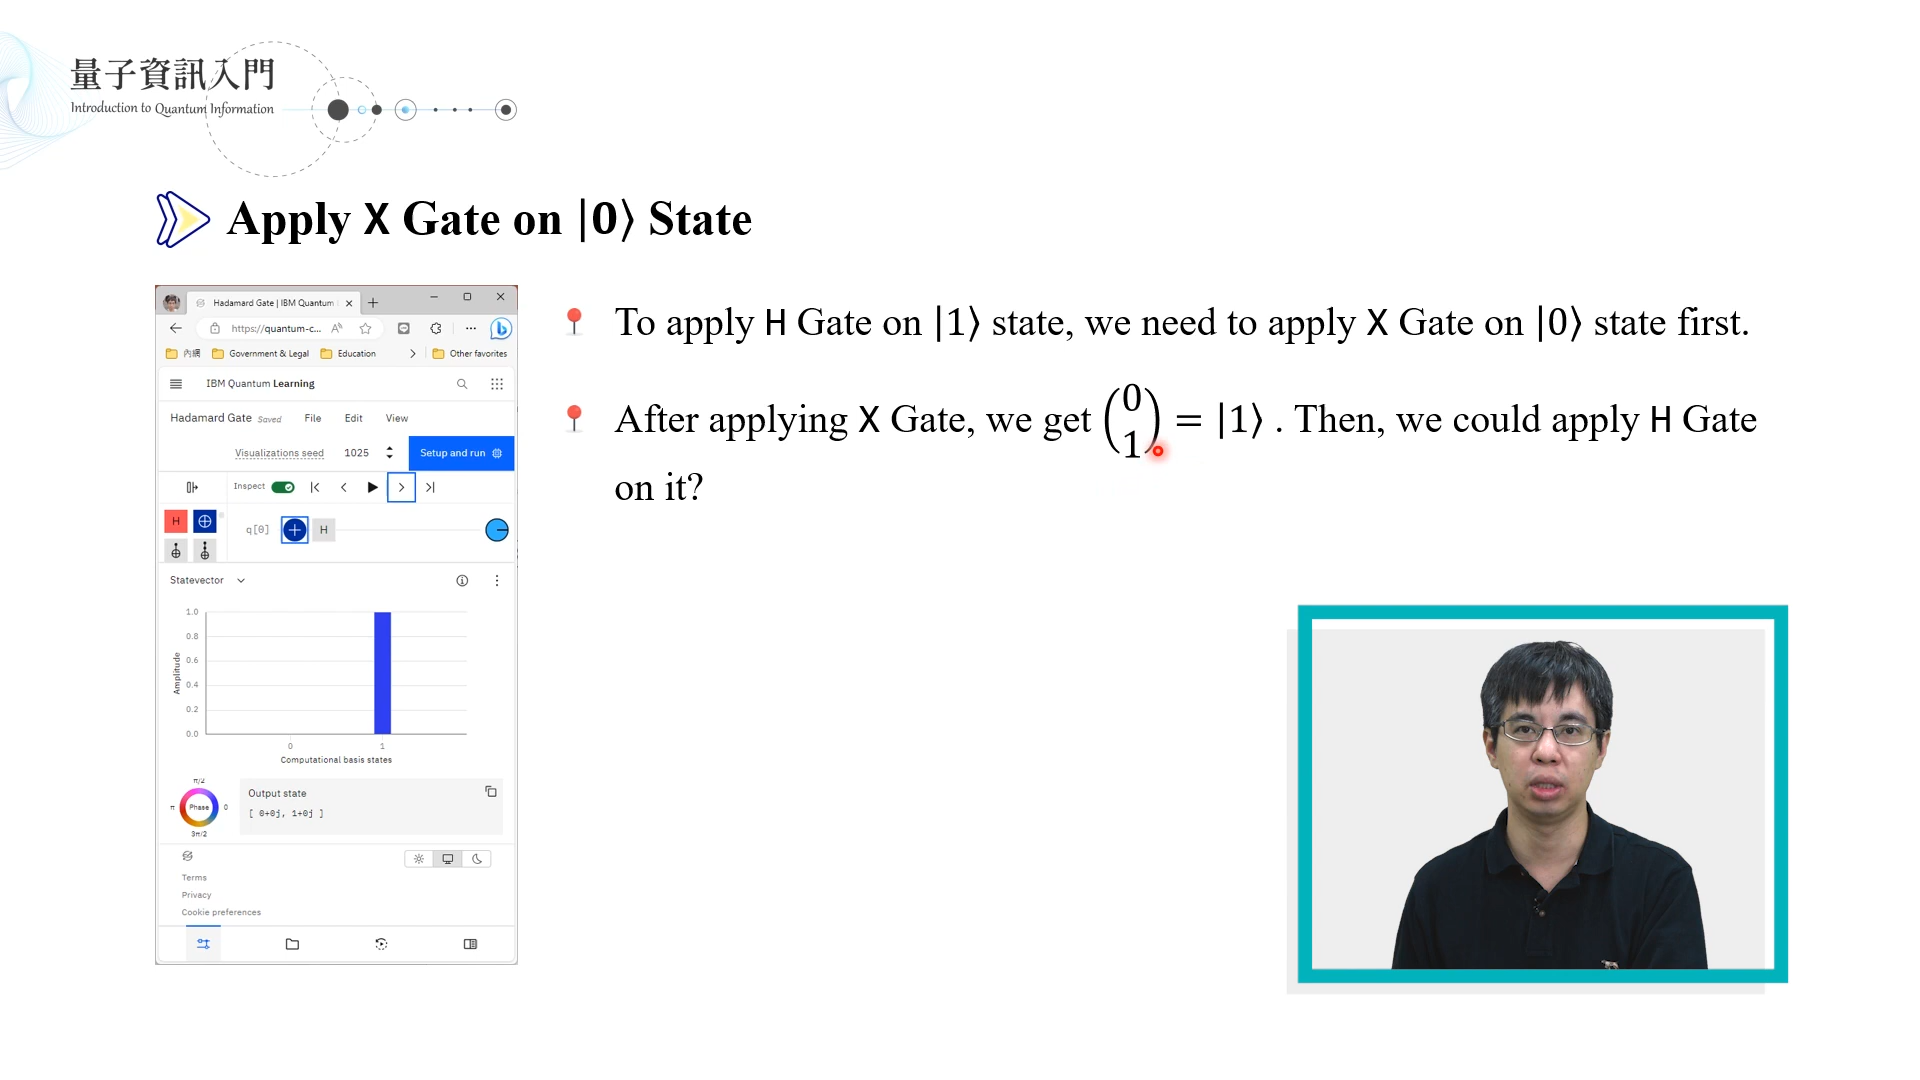 量子資訊入門
Introduction to Quantum Information
Apply X Gate on |0⟩ State
Hadamard Gate | IBM Quantum
https://quantum-c...
內網 Government & Legal Education Other favorites
IBM Quantum Learning
Hadamard Gate Saved File Edit View
Visualizations seed 1025 Setup and run
Inspect
H
q[0] H
Statevector
1.0
0.8
0.6
0.4
0.2
0.0
Amplitude
0 1
Computational basis states
π/2
π Phase 0
3π/2
Output state
[ 0+0j, 1+0j ]
Terms
Privacy
Cookie preferences
To apply H Gate on |1⟩ state, we need to apply X Gate on |0⟩ state first.
After applying X Gate, we get (0 1) = |1⟩ . Then, we could apply H Gate
on it?